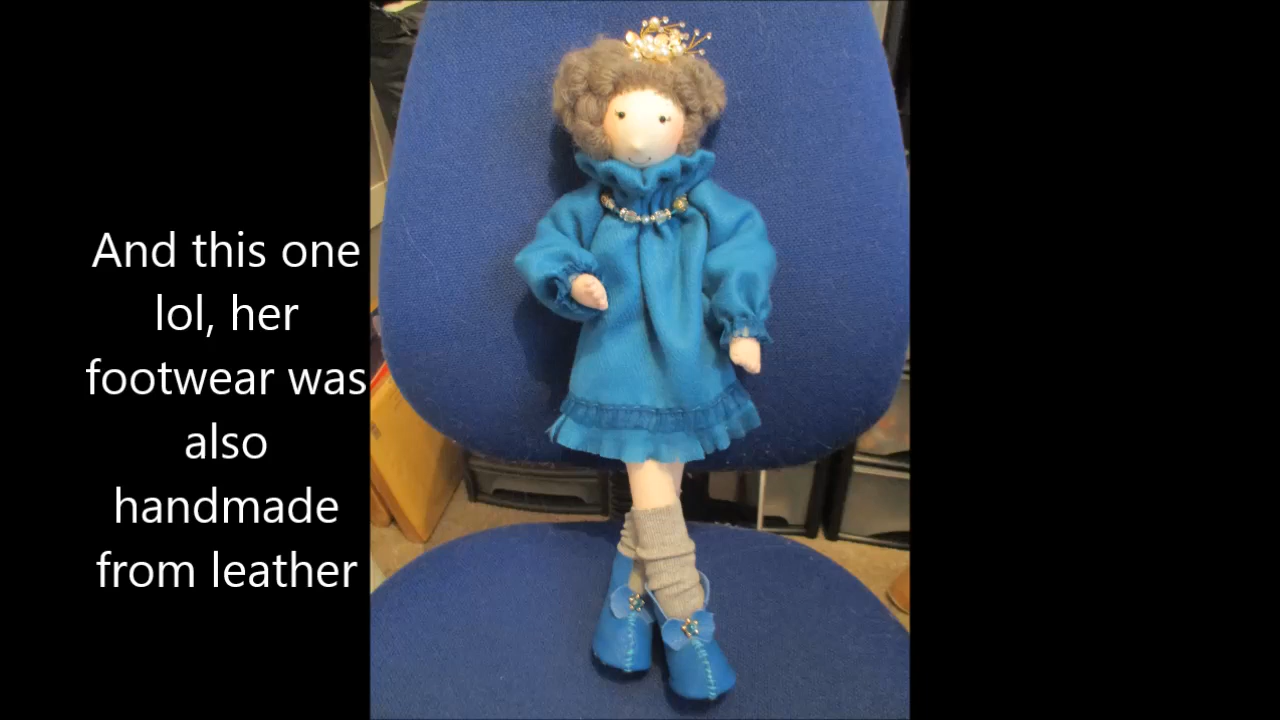 And this one
lol, her
footwear was
also
handmade
from leather